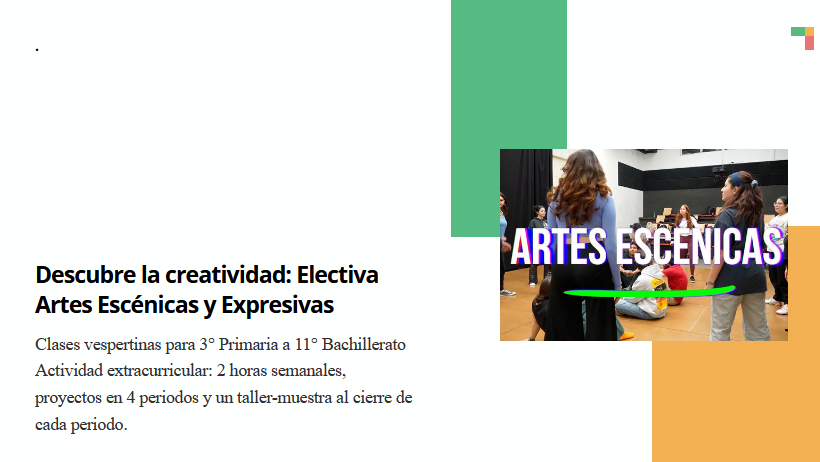 .
Descubre la creatividad: Electiva
Artes Escénicas y Expresivas
Clases vespertinas para 3° Primaria a 11° Bachillerato
Actividad extracurricular: 2 horas semanales,
proyectos en 4 periodos y un taller-muestra al cierre de
cada periodo.
ARTES ESCÉNICAS